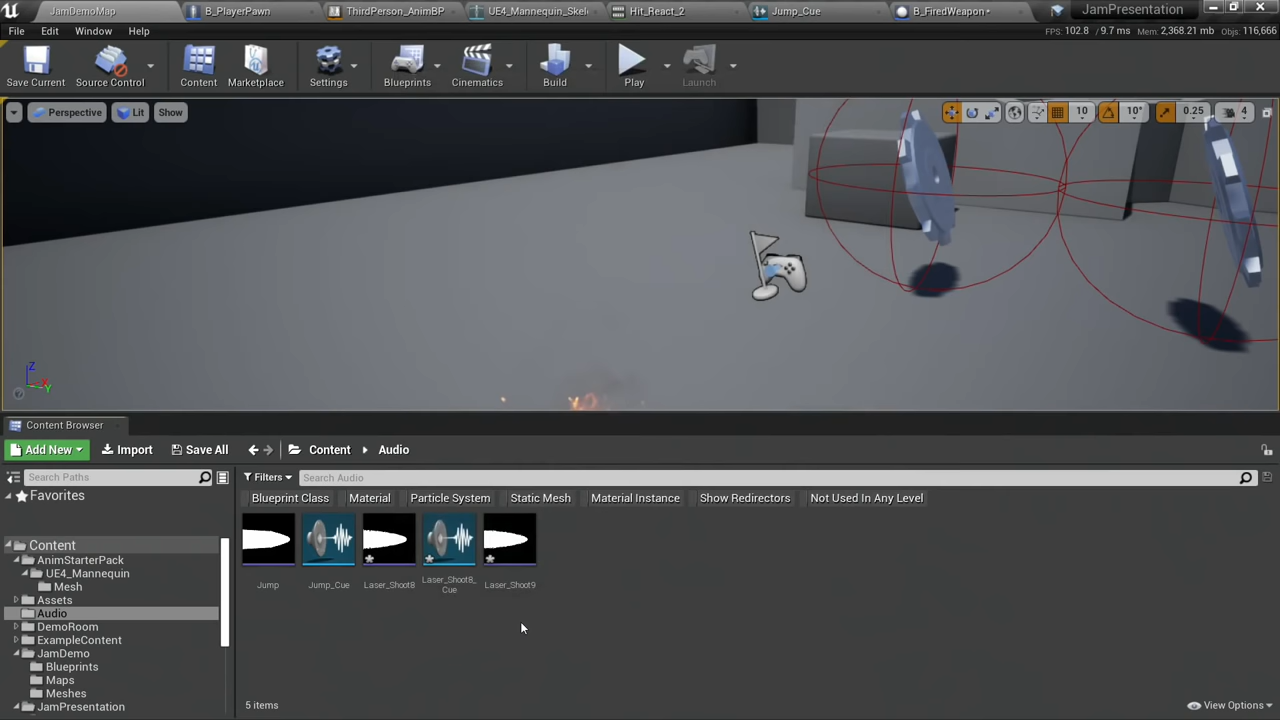 JamDemoMap
B_PlayerPawn
ThirdPerson_AnimBP
UE4_Mannequin_Skel
Hit_React_2
Jump_Cue
B_FiredWeapon*
JamPresentation
File
Edit
Window
Help
FPS: 102.8 / 9.7 ms Mem: 2,368.21 mb Objs: 116,666
Save Current
Source Control
Content
Marketplace
Settings
Blueprints
Cinematics
Build
Play
Launch
Perspective
Lit
Show
10
10°
0.25
4
Z
X
Y
Content Browser
Add New
Import
Save All
Content
Audio
Search Paths
Filters
Search Audio
Favorites
Blueprint Class
Material
Particle System
Static Mesh
Material Instance
Show Redirectors
Not Used In Any Level
Content
AnimStarterPack
UE4_Mannequin
Mesh
Assets
Audio
DemoRoom
ExampleContent
JamDemo
Blueprints
Maps
Meshes
JamPresentation
Jump
Jump_Cue
Laser_Shoot8
Laser_Shoot8_
Cue
Laser_Shoot9
5 items
View Options